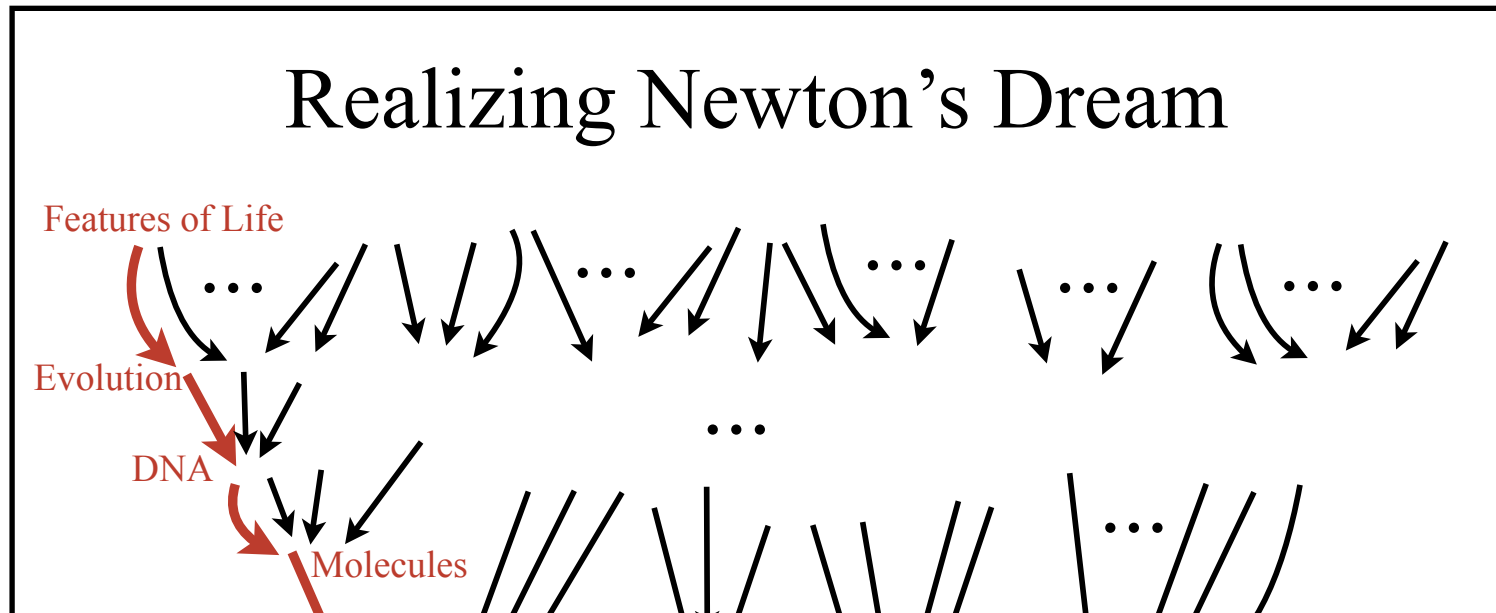 Realizing Newton’s Dream
Features of Life
Evolution
DNA
Molecules